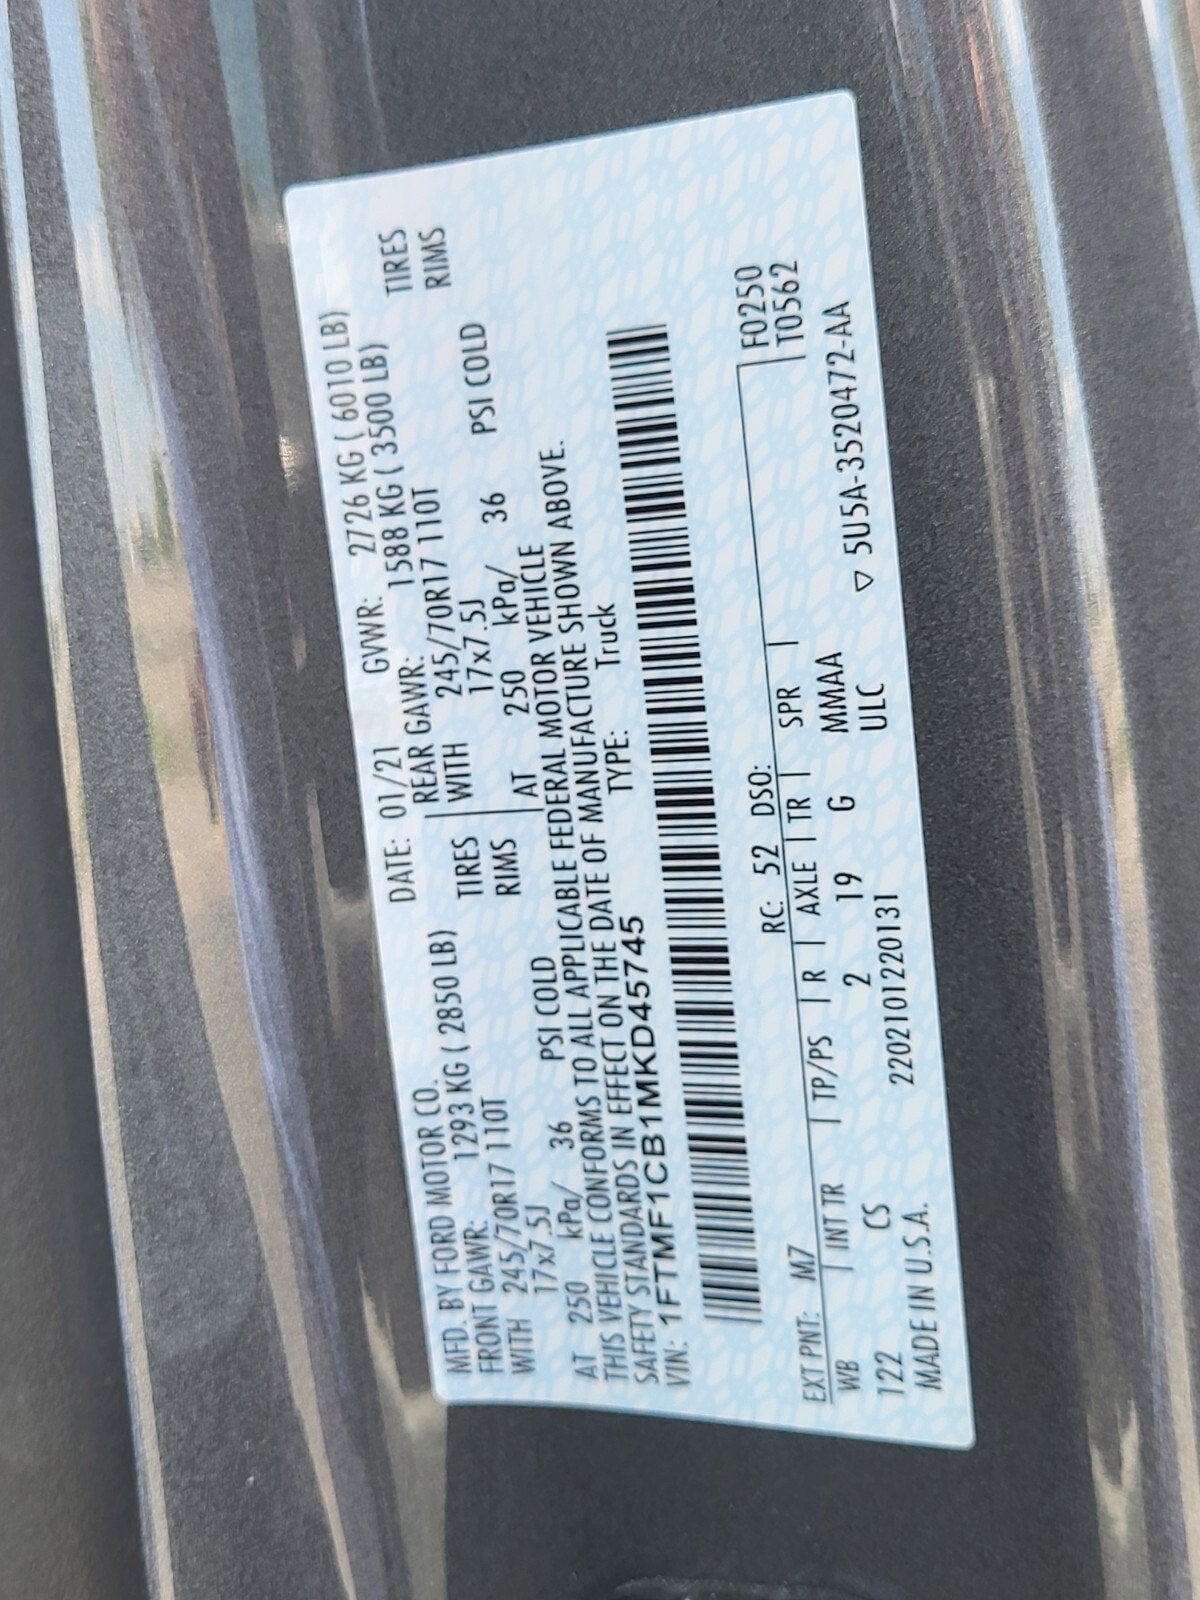 MFD. BY FORD MOTOR CO. DATE: 01/21 GVWR: 2726 KG ( 6010 LB)
FRONT GAWR: 1293 KG ( 2850 LB) REAR GAWR: 1588 KG ( 3500 LB)
WITH 245/70R17 110T TIRES WITH 245/70R17 110T TIRES
17x7.5J RIMS 17x7.5J RIMS
AT 250 kPa/ 36 PSI COLD AT 250 kPa/ 36 PSI COLD
THIS VEHICLE CONFORMS TO ALL APPLICABLE FEDERAL MOTOR VEHICLE
SAFETY STANDARDS IN EFFECT ON THE DATE OF MANUFACTURE SHOWN ABOVE.
VIN: 1FTMF1CB1MKD45745 TYPE: Truck
EXT PNT: M7 RC: 52 DSO: F0250
WB | INT TR | TP/PS | R | AXLE | TR | SPR | T0562
122 CS 2 19 G MMAA
ULC
MADE IN U.S.A. 220210122013I ▽ 5U5A-3520472-AA